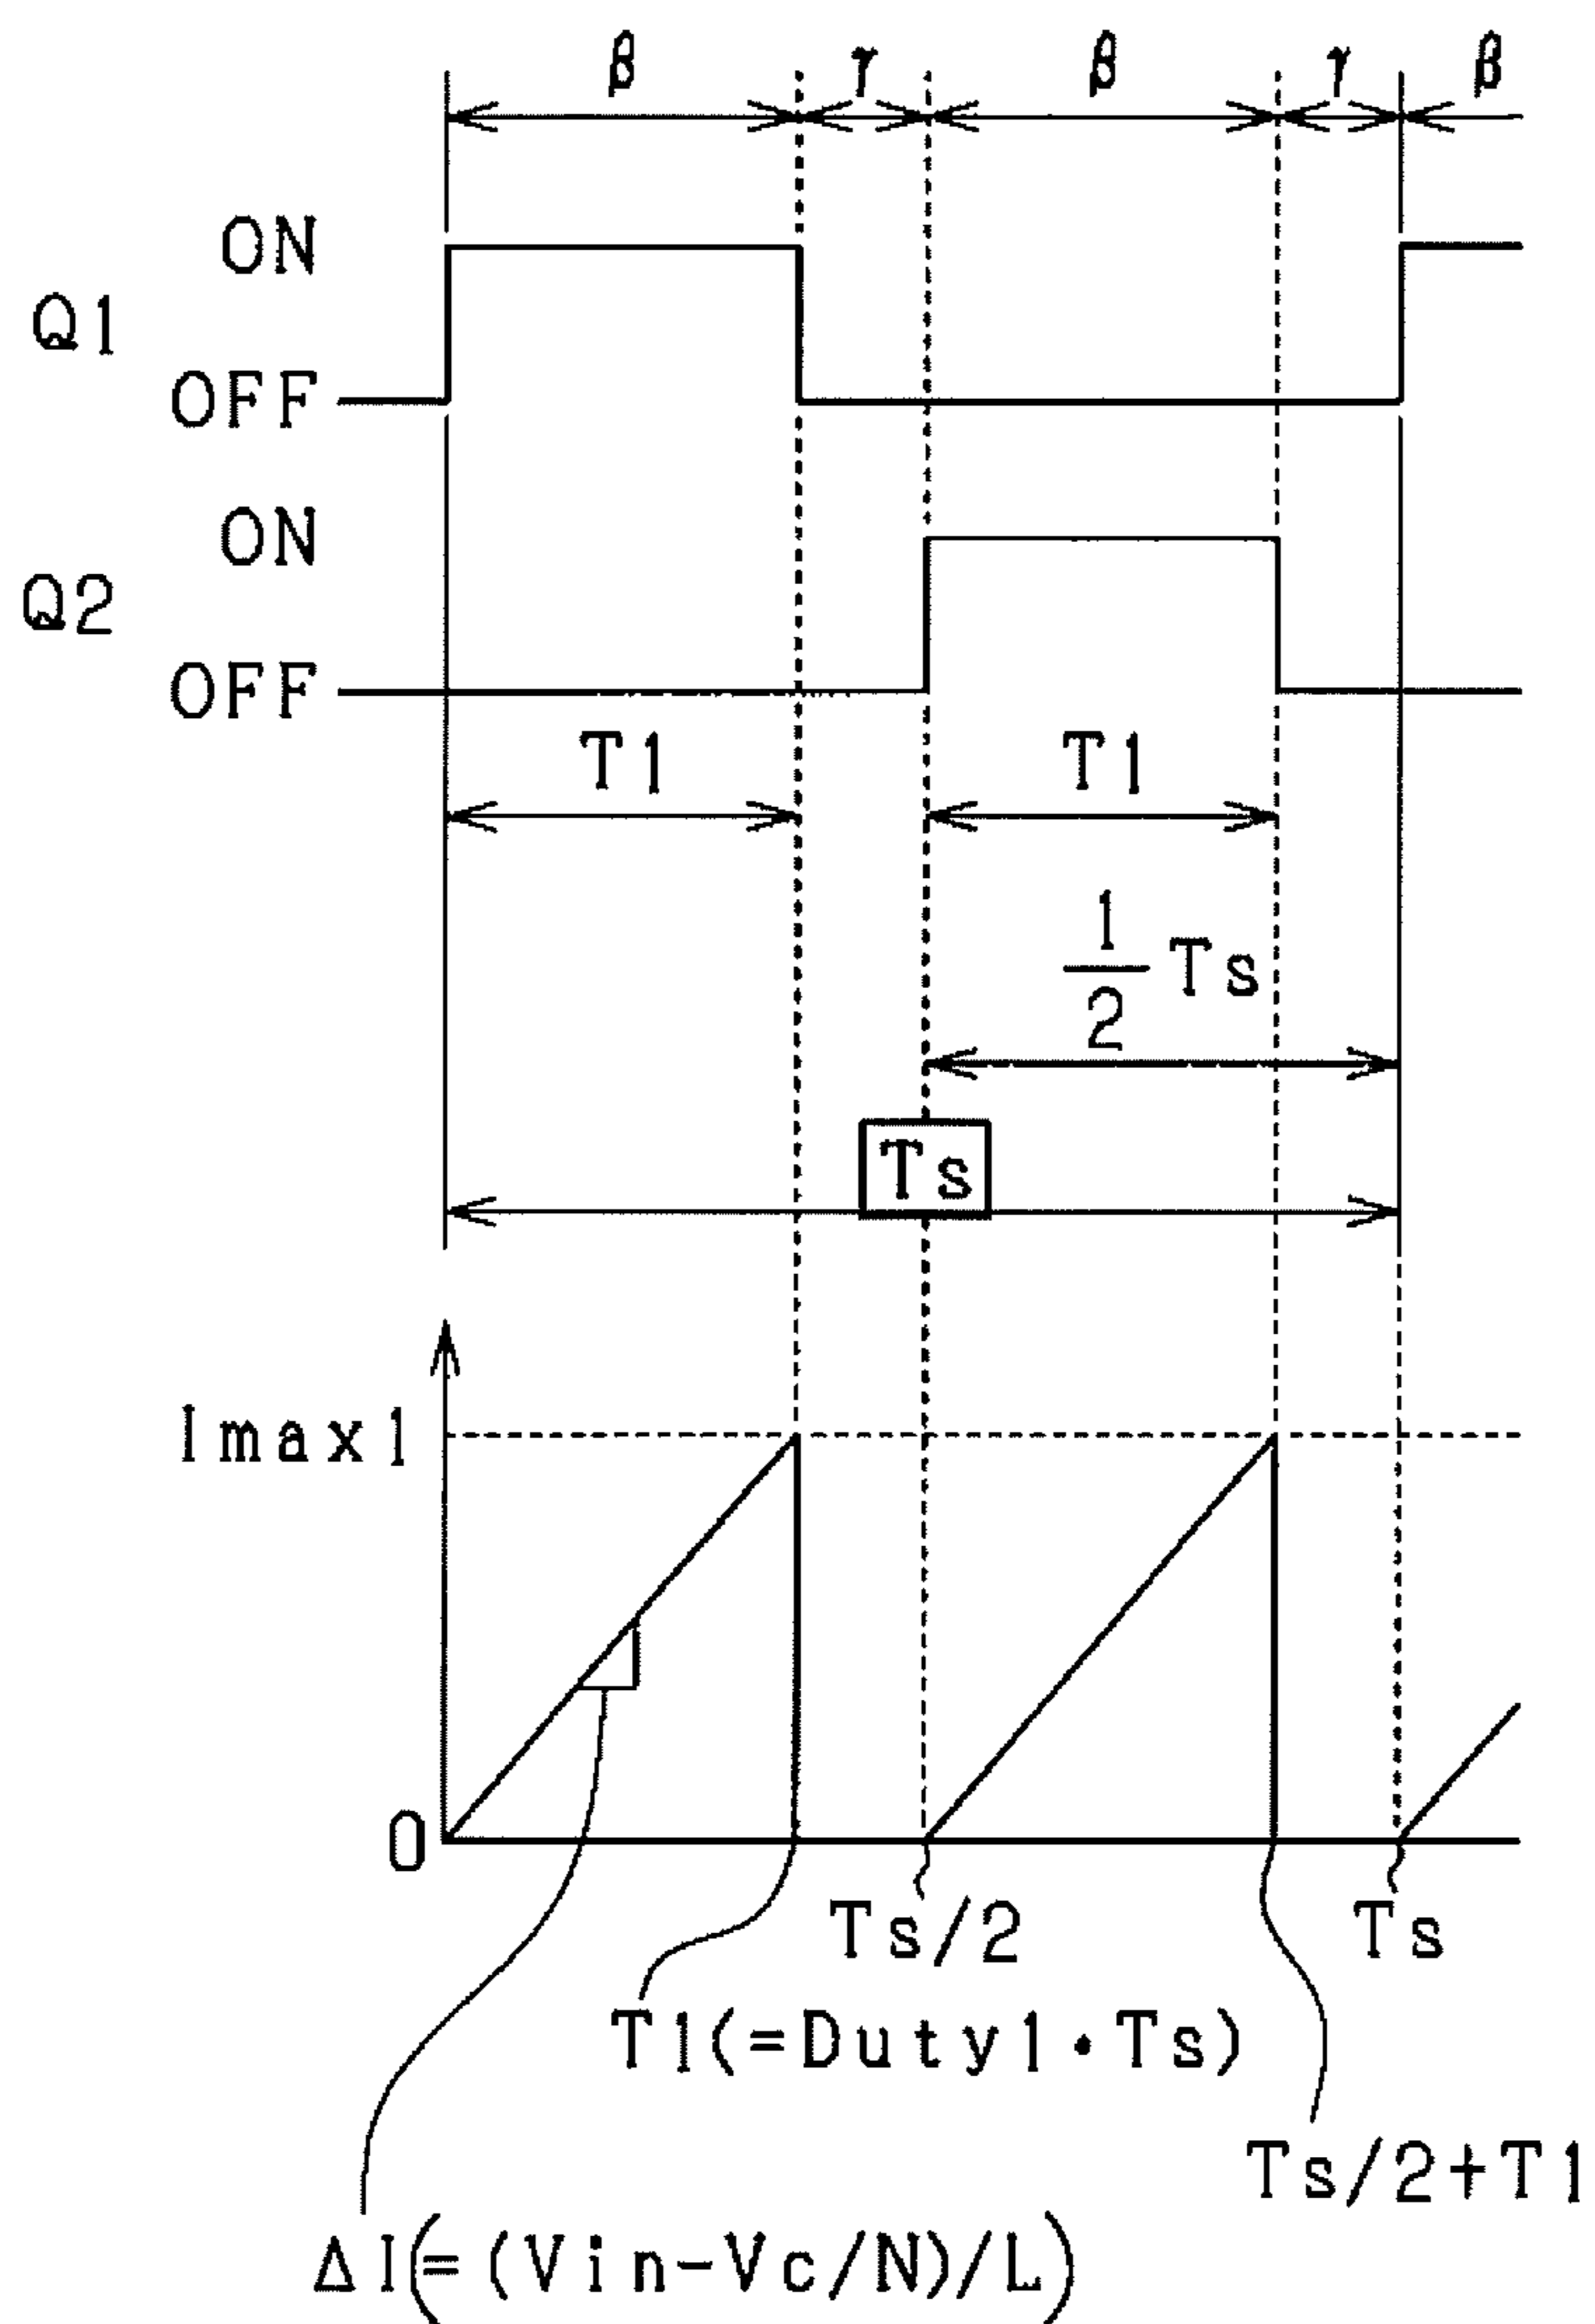 β γ β γ β
ON
Q1
OFF
ON
Q2
OFF
T1 T1
1/2 Ts
Ts
Imax1
0
Ts/2 Ts
T1(=Duty1·Ts)
Ts/2+T1
ΔI(=(Vin-Vc/N)/L)